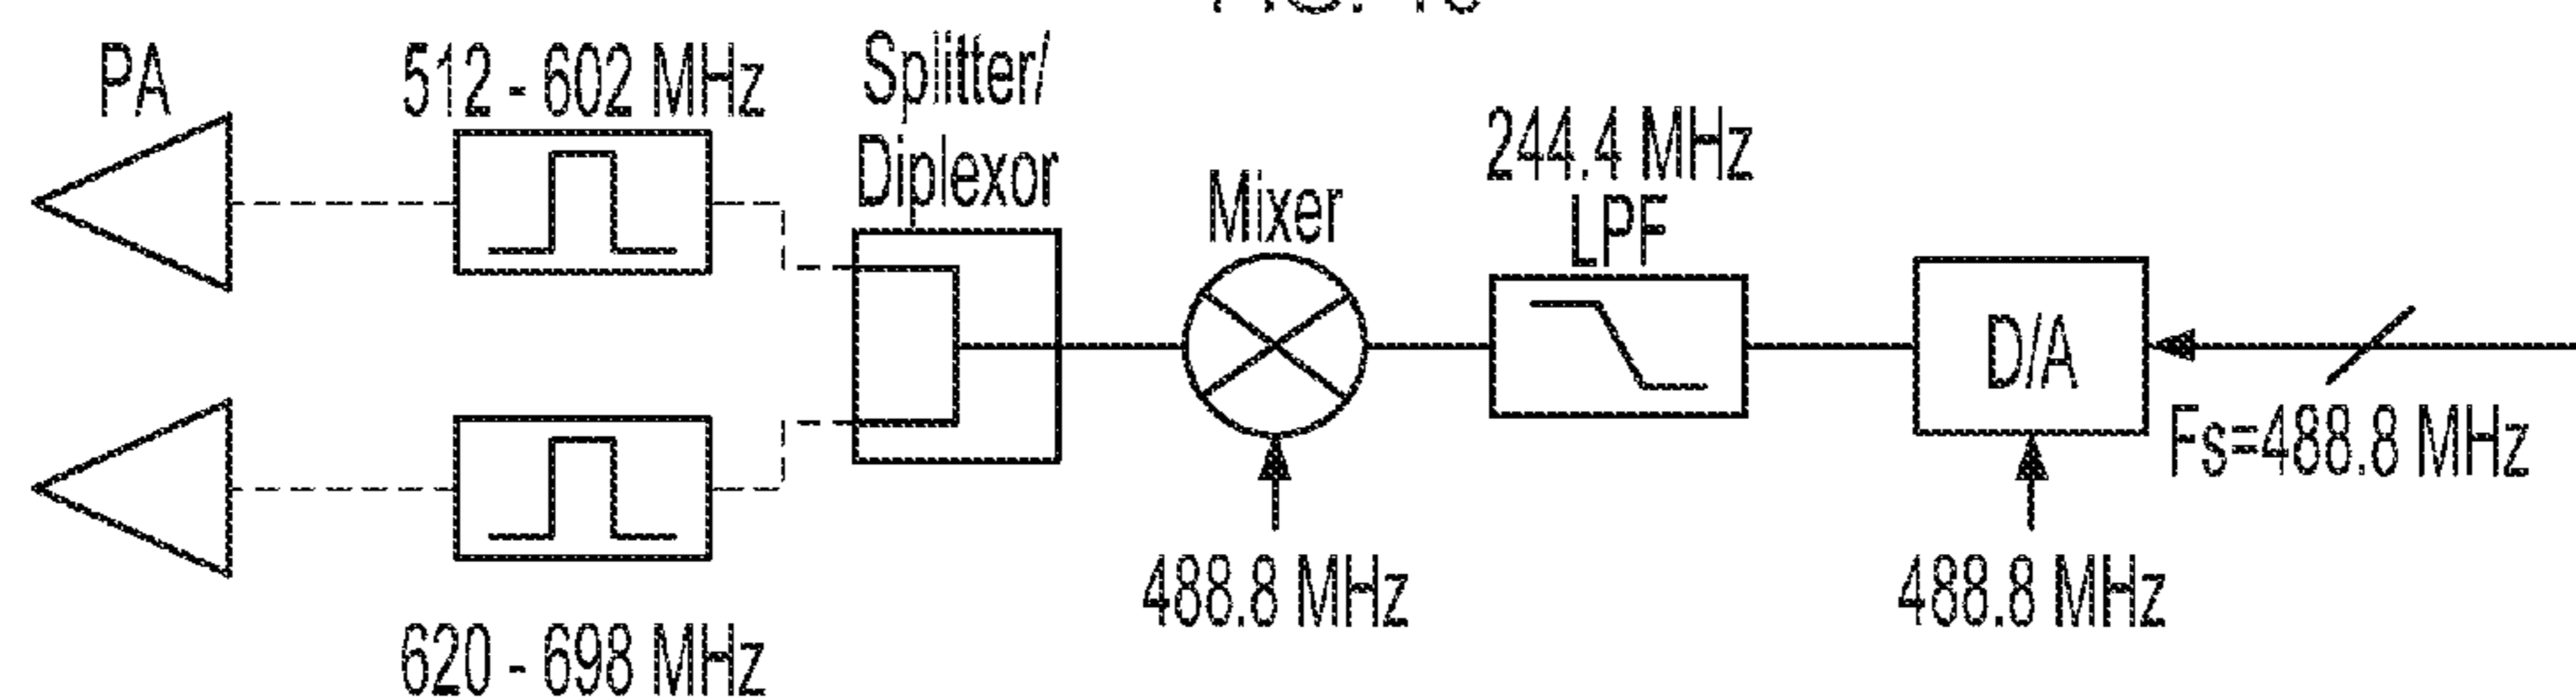 PA
512 - 602 MHz
Splitter/
Diplexor
Mixer
244.4 MHz
LPF
D/A
Fs=488.8 MHz
488.8 MHz
488.8 MHz
620 - 698 MHz